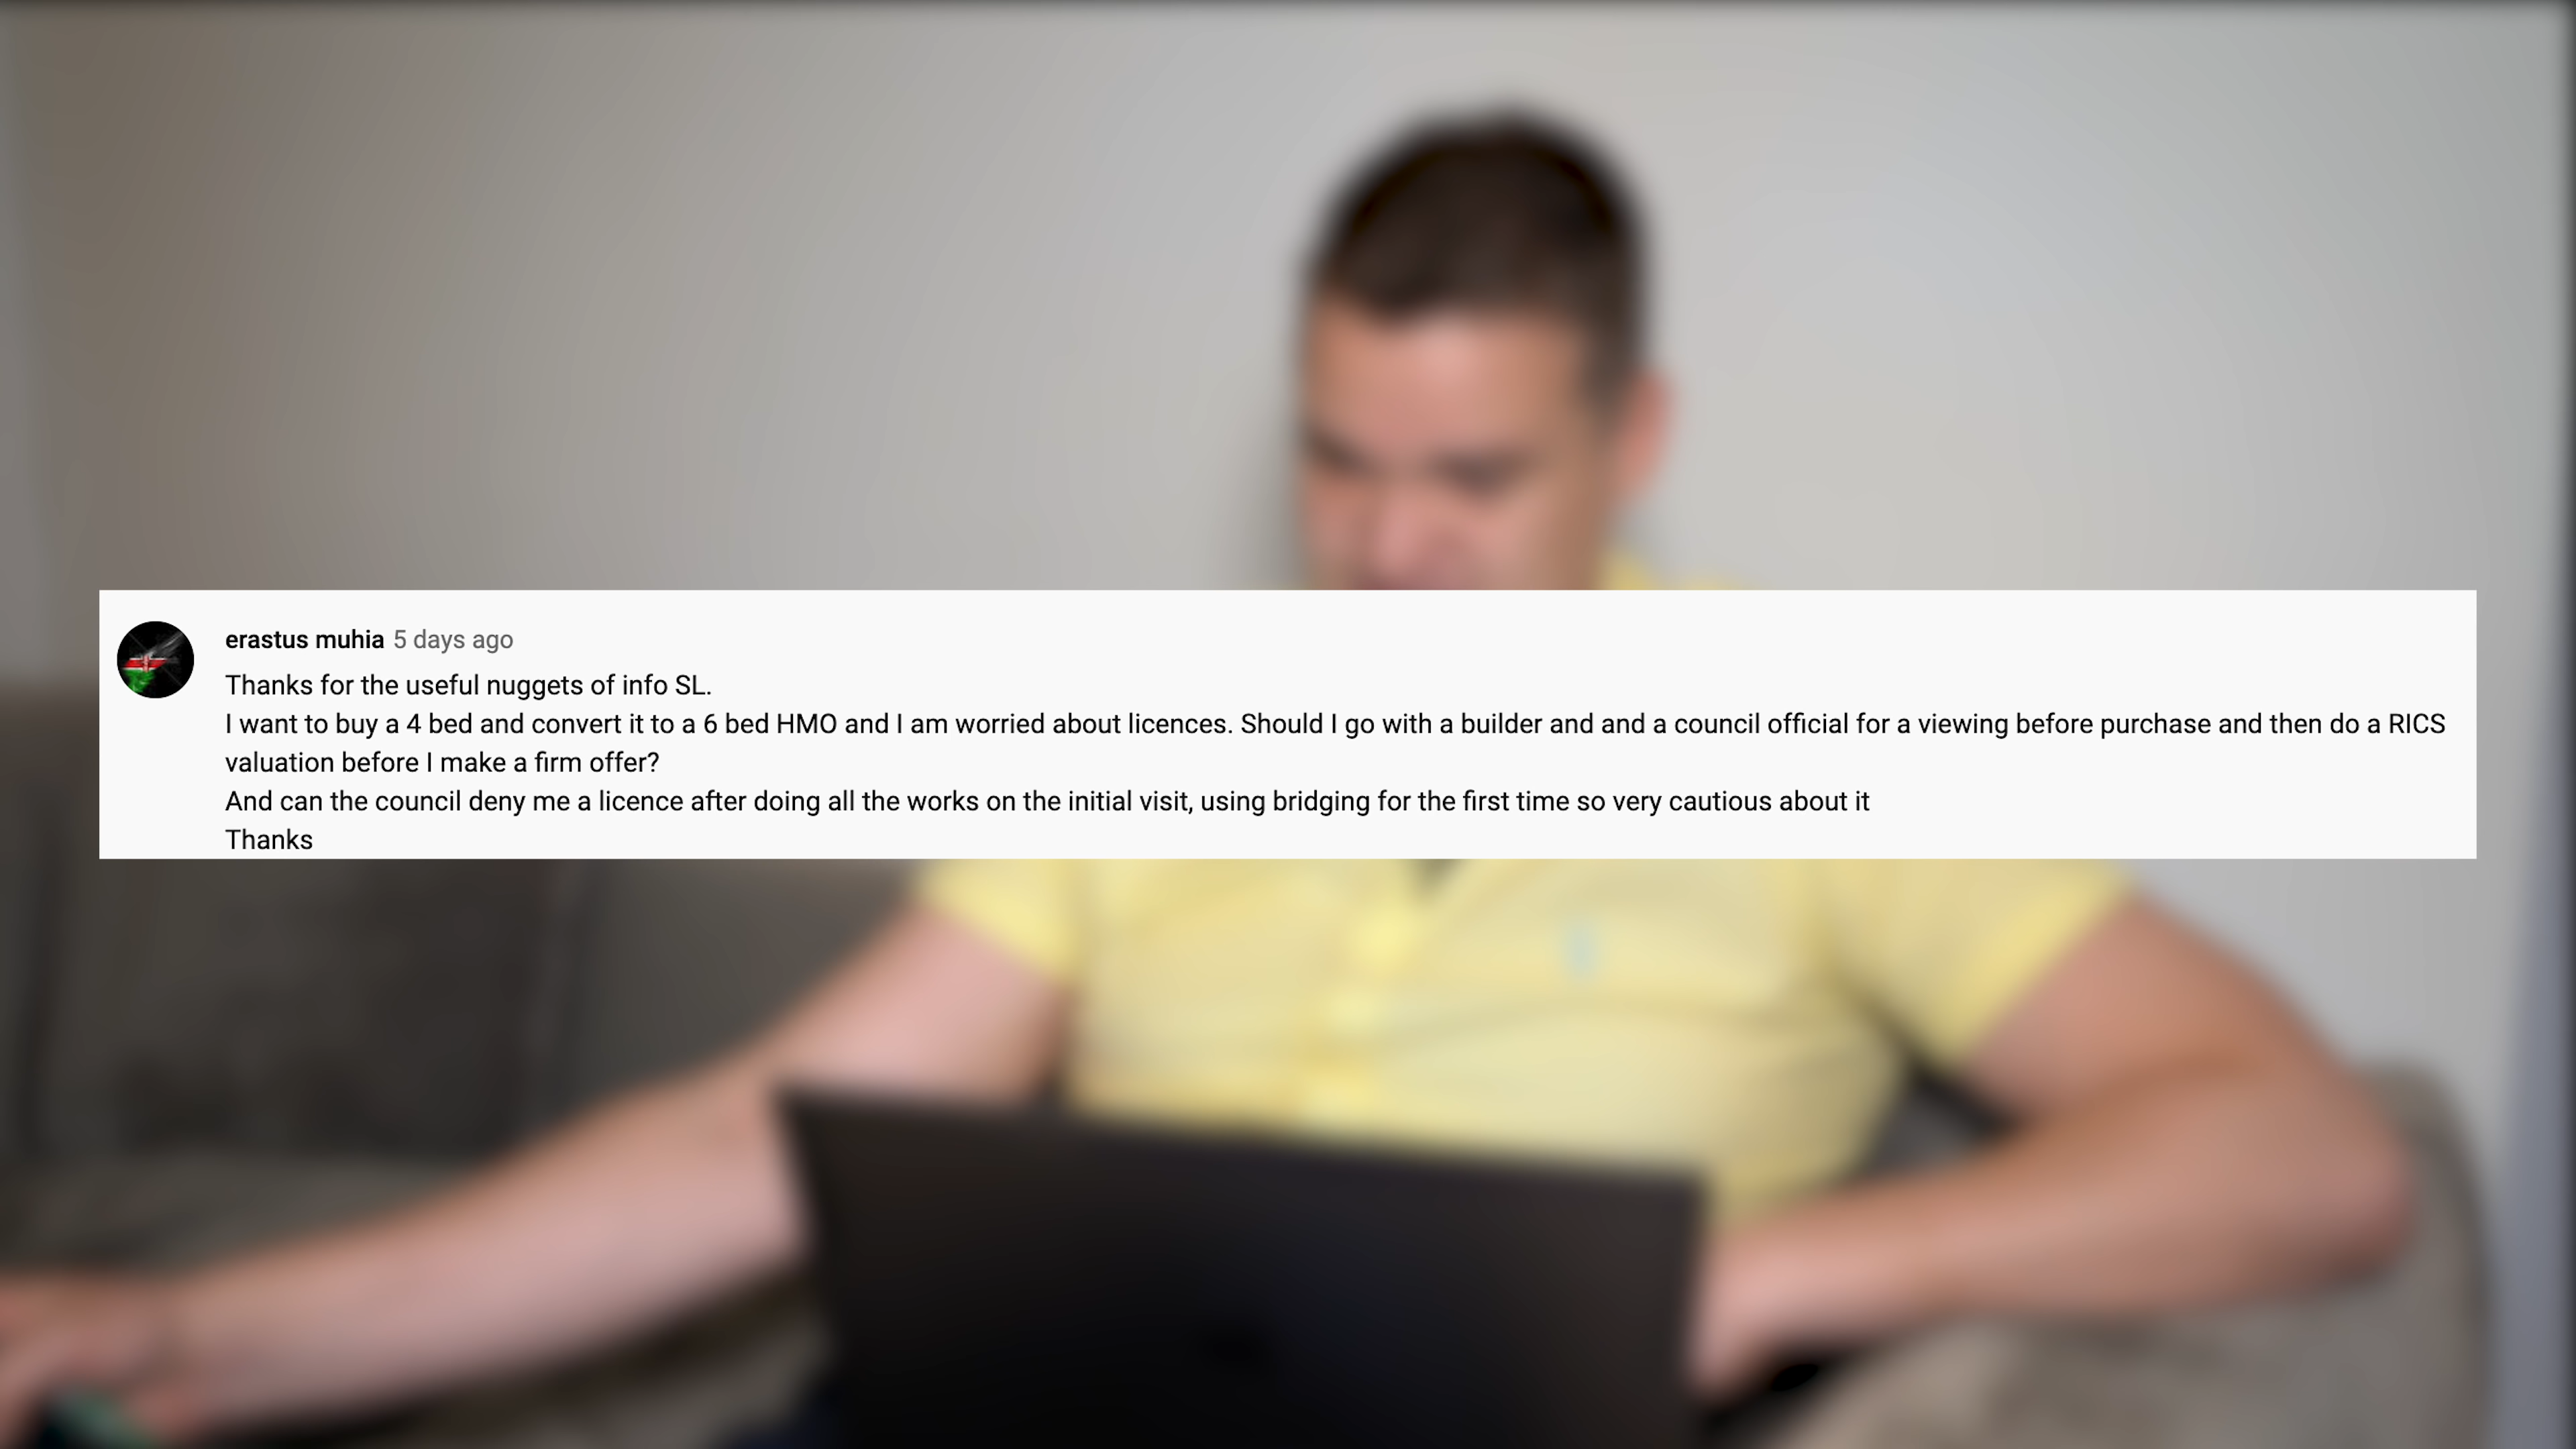 erastus muhia 5 days ago
Thanks for the useful nuggets of info SL.
I want to buy a 4 bed and convert it to a 6 bed HMO and I am worried about licences. Should I go with a builder and and a council official for a viewing before purchase and then do a RICS
valuation before I make a firm offer?
And can the council deny me a licence after doing all the works on the initial visit, using bridging for the first time so very cautious about it
Thanks